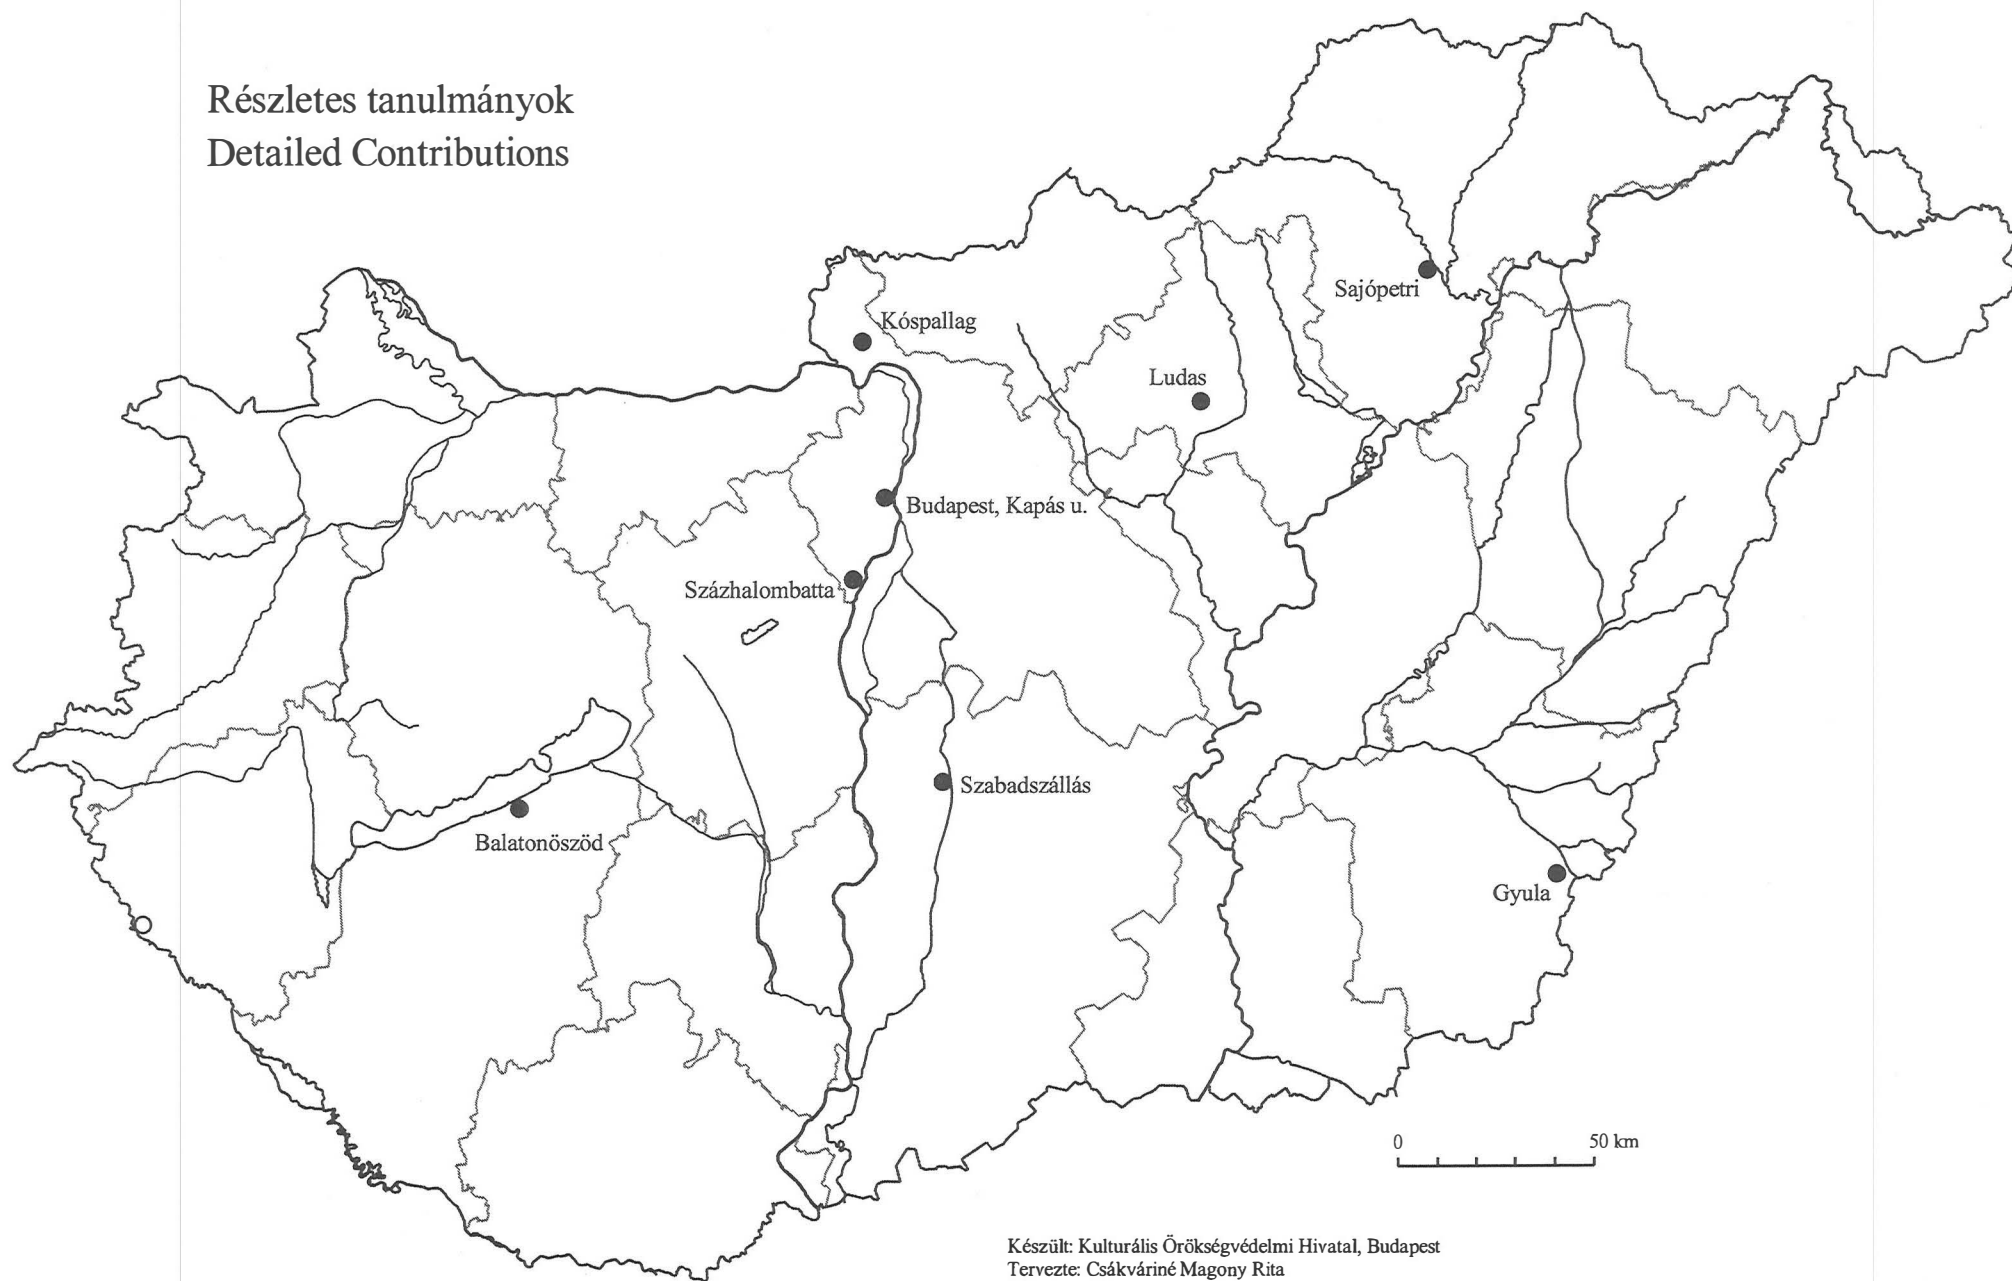 Részletes tanulmányok
Detailed Contributions
Sajópetri
Kóspallag
Ludas
Budapest, Kapás u.
Százhalombatta
Szabadszállás
Balatonöszöd
Gyula
0 50 km
Készült: Kulturális Örökségvédelmi Hivatal, Budapest
Tervezte: Csákváriné Magony Rita